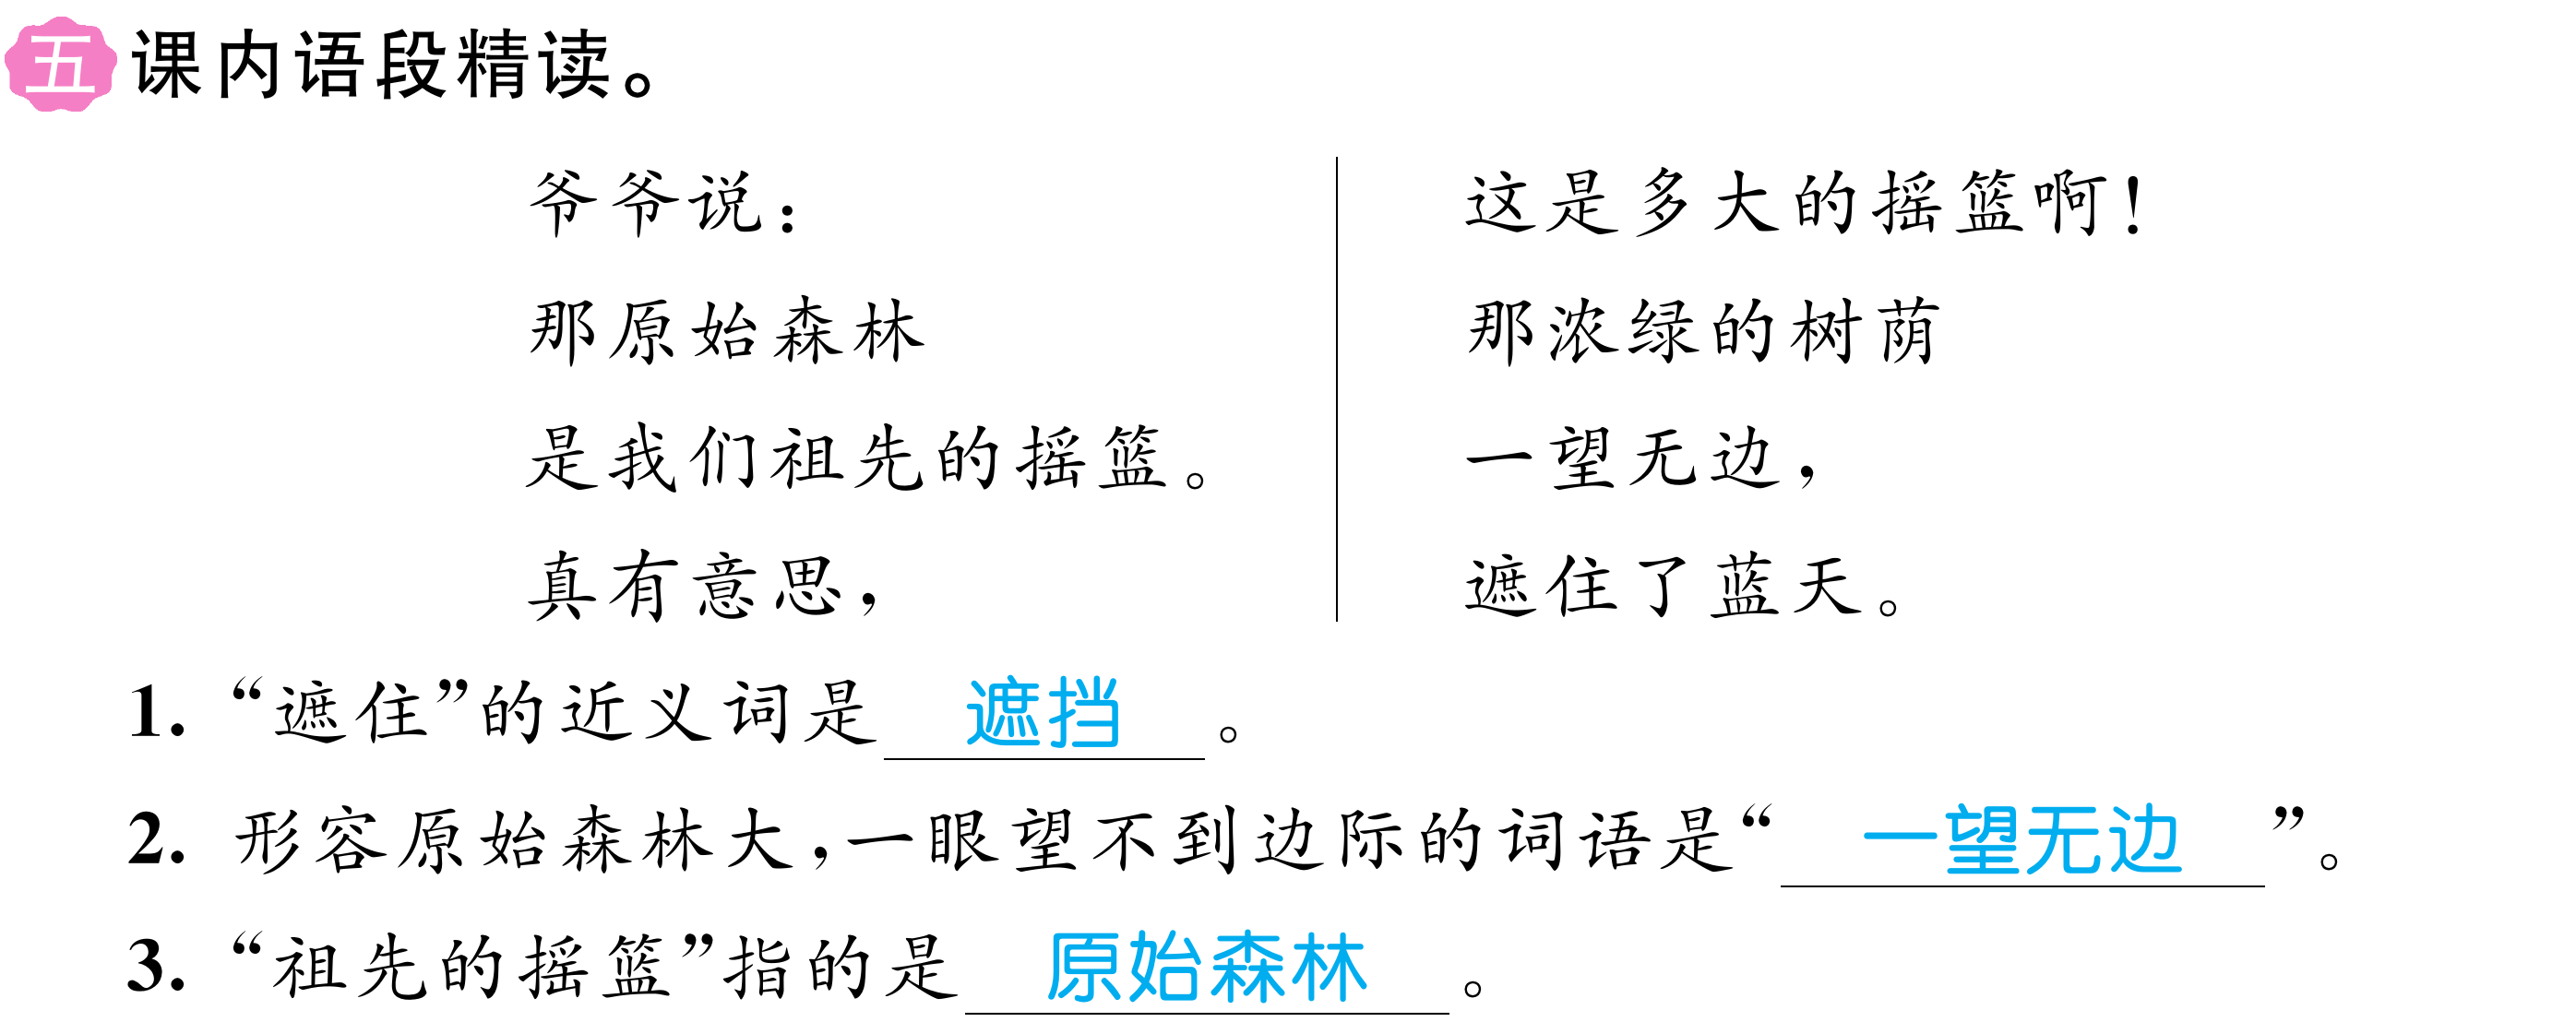 五 课内语段精读。
爷爷说：
那原始森林
是我们祖先的摇篮。
真有意思，
这是多大的摇篮啊！
那浓绿的树荫
一望无边，
遮住了蓝天。
1. “遮住”的近义词是 遮挡 。
2. 形容原始森林大，一眼望不到边际的词语是“ 一望无边 ”。
3. “祖先的摇篮”指的是 原始森林 。